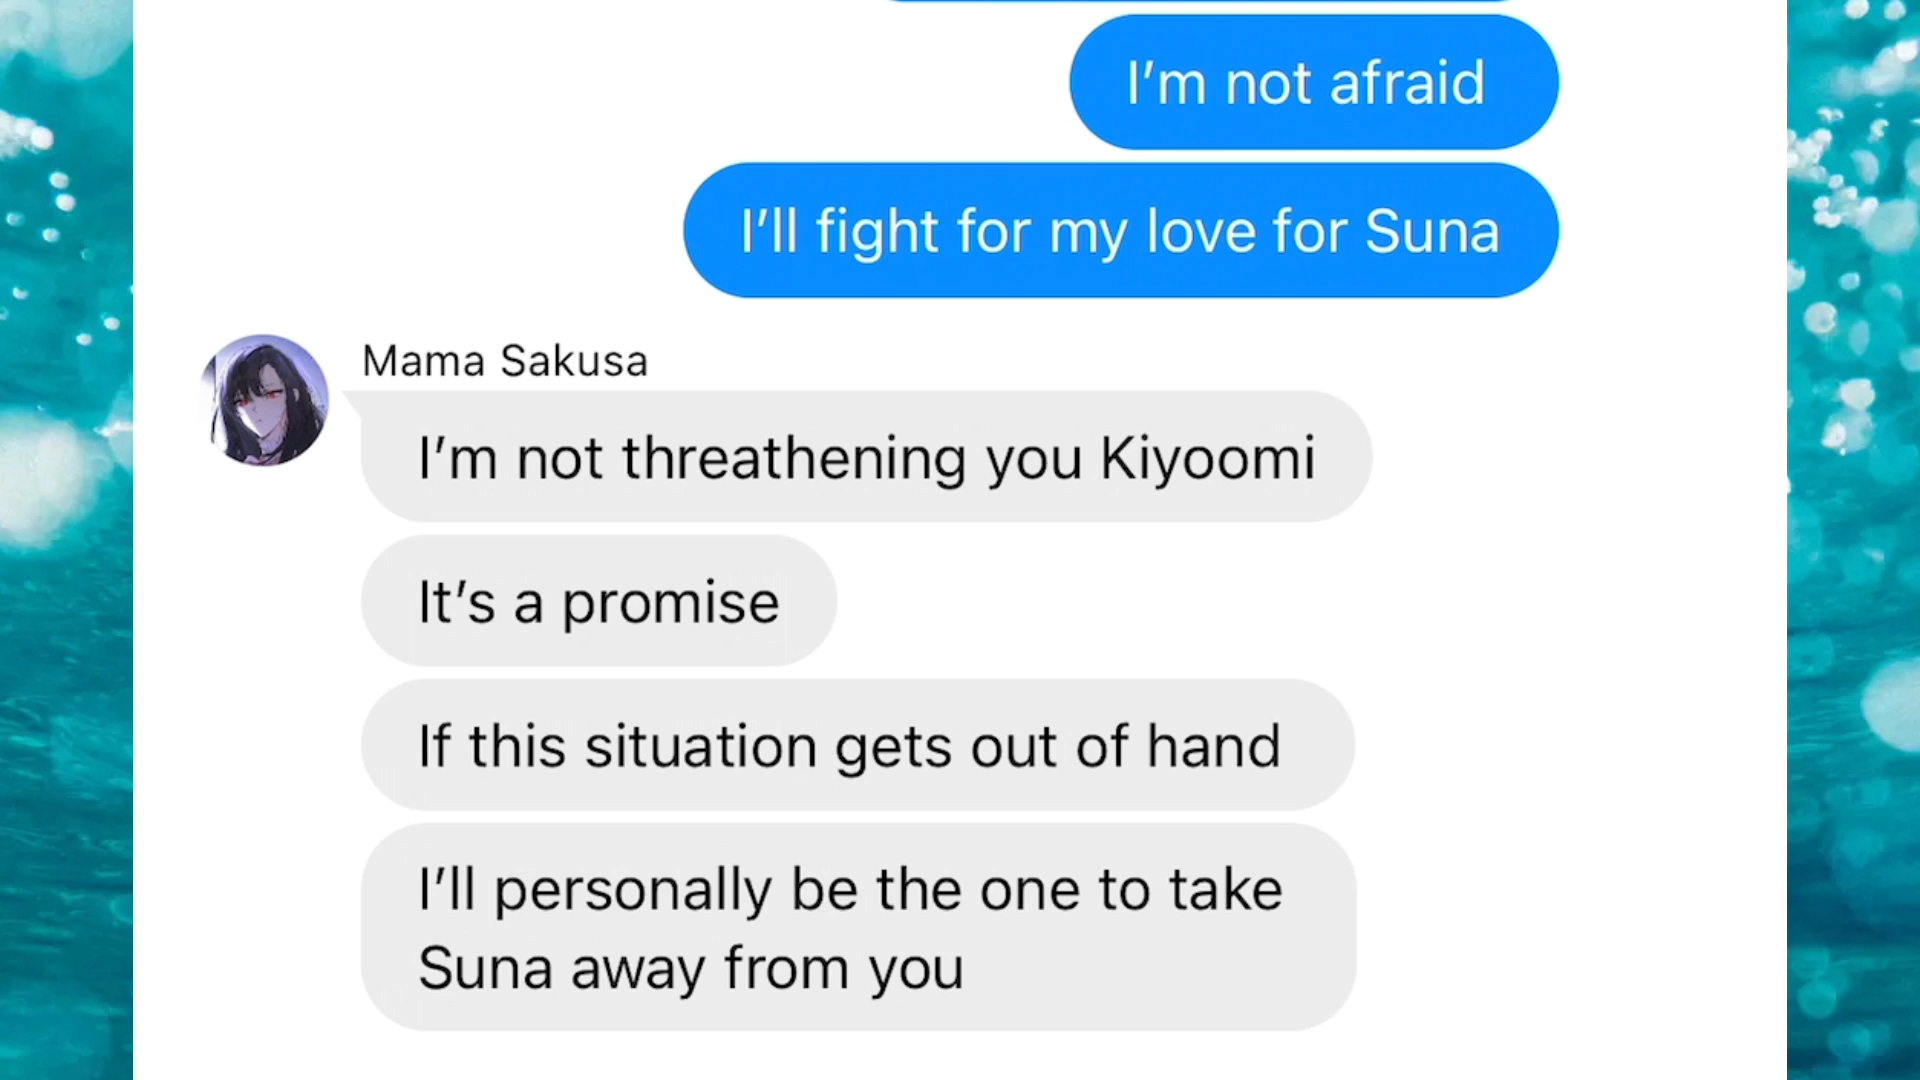 I’m not afraid
I’ll fight for my love for Suna
Mama Sakusa
I’m not threathening you Kiyoomi
It’s a promise
If this situation gets out of hand
I’ll personally be the one to take
Suna away from you